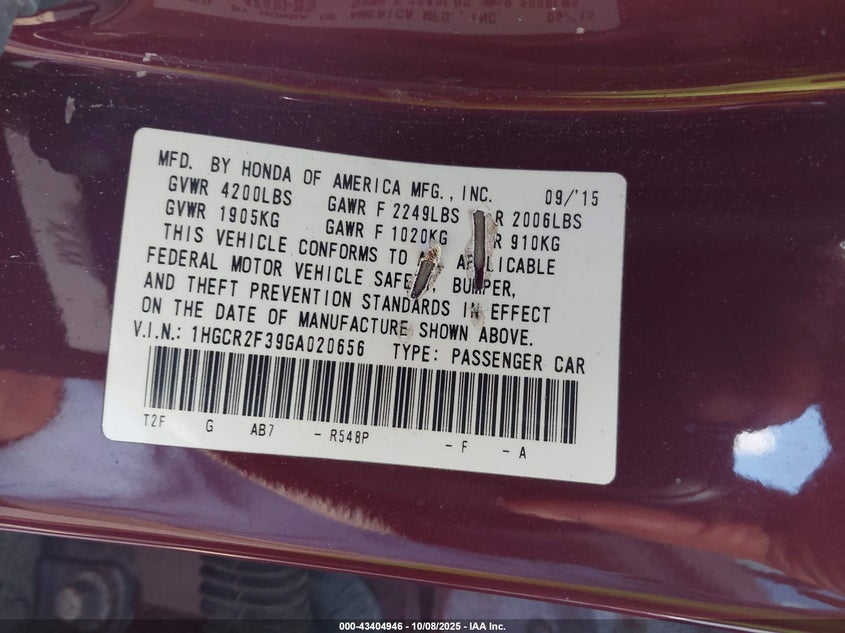 MFD. BY HONDA OF AMERICA MFG., INC. 09/'15
GVWR 4200LBS GAWR F 2249LBS R 2006LBS
GVWR 1905KG GAWR F 1020KG R 910KG
THIS VEHICLE CONFORMS TO APPLICABLE
FEDERAL MOTOR VEHICLE BUMPER,
AND THEFT PREVENTION STANDARDS IN EFFECT
ON THE DATE OF MANUFACTURE SHOWN ABOVE.
V.I.N.: 1HGCR2F39GA020656 TYPE: PASSENGER CAR
T2F G AB7 - R548P - F - A
000-43404946 - 10/08/2025 - IAA Inc.